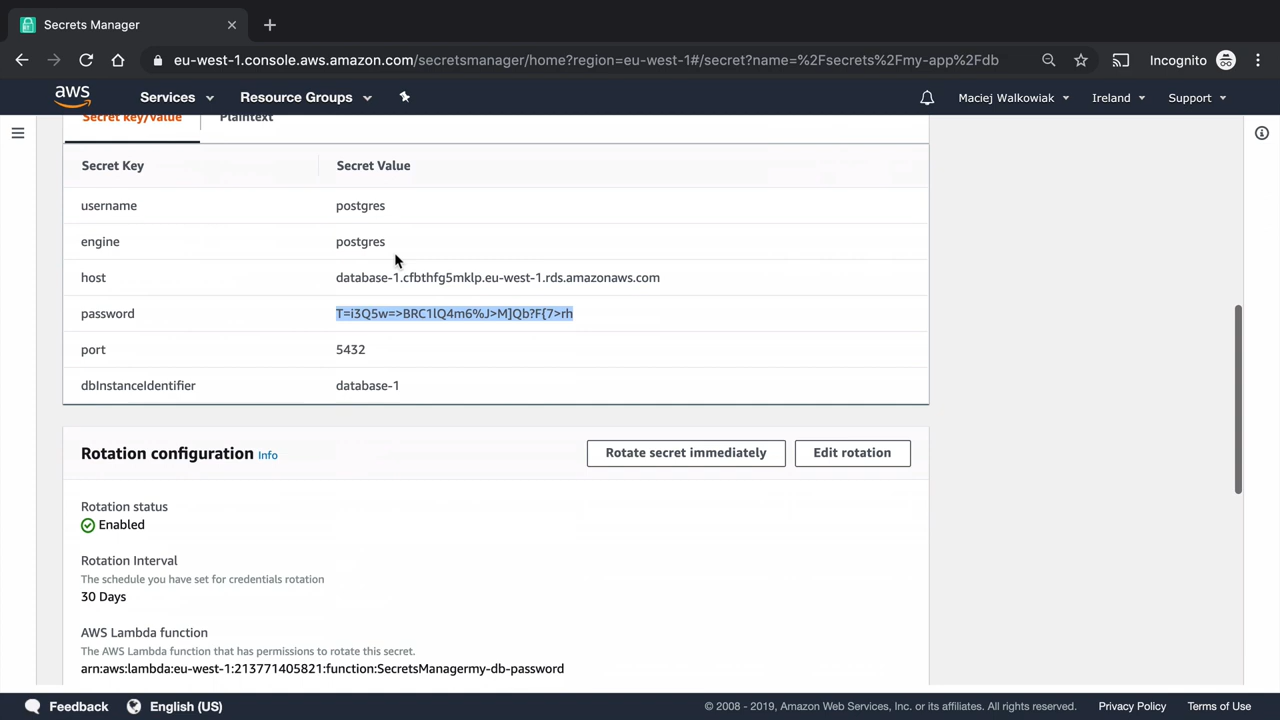 Secrets Manager
eu-west-1.console.aws.amazon.com/secretsmanager/home?region=eu-west-1#/secret?name=%2Fsecrets%2Fmy-app%2Fdb
Incognito
aws
Services
Resource Groups
Maciej Walkowiak
Ireland
Support
Secret key/value
Plaintext
Secret Key
Secret Value
username
postgres
engine
postgres
host
database-1.cfbthfg5mklp.eu-west-1.rds.amazonaws.com
password
T=i3Q5w=>BRC1lQ4m6%J>M]Qb?F{7>rh
port
5432
dbInstanceIdentifier
database-1
Rotation configuration Info
Rotate secret immediately
Edit rotation
Rotation status
Enabled
Rotation Interval
The schedule you have set for credentials rotation
30 Days
AWS Lambda function
The AWS Lambda function that has permissions to rotate this secret.
arn:aws:lambda:eu-west-1:213771405821:function:SecretsManagermy-db-password
Feedback
English (US)
© 2008 - 2019, Amazon Web Services, Inc. or its affiliates. All rights reserved.
Privacy Policy
Terms of Use